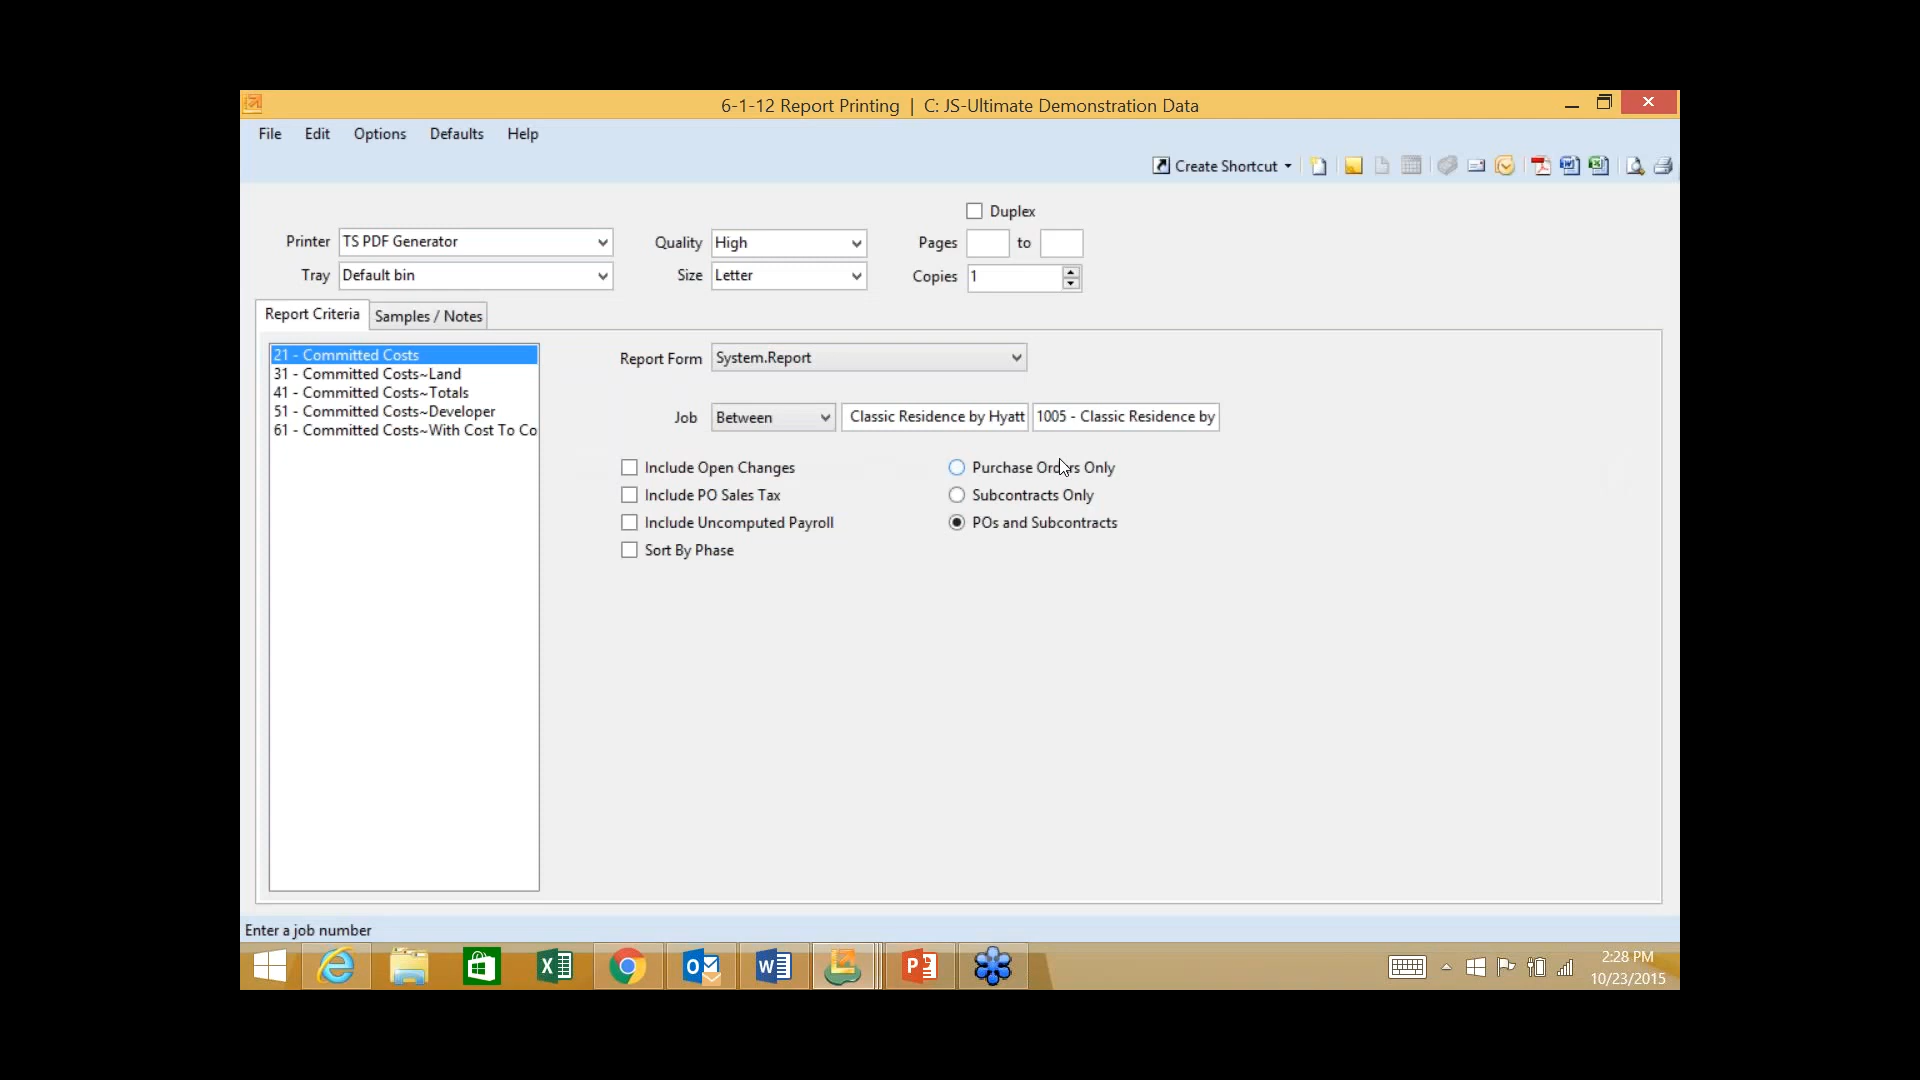 6-1-12 Report Printing | C: JS-Ultimate Demonstration Data
File Edit Options Defaults Help
Create Shortcut
Duplex
Printer TS PDF Generator Quality High Pages to
Tray Default bin Size Letter Copies 1
Report Criteria Samples / Notes
21 - Committed Costs
31 - Committed Costs~Land
41 - Committed Costs~Totals
51 - Committed Costs~Developer
61 - Committed Costs~With Cost To Co
Report Form System.Report
Job Between Classic Residence by Hyatt 1005 - Classic Residence by
Include Open Changes Purchase Orders Only
Include PO Sales Tax Subcontracts Only
Include Uncomputed Payroll POs and Subcontracts
Sort By Phase
Enter a job number
2:28 PM
10/23/2015